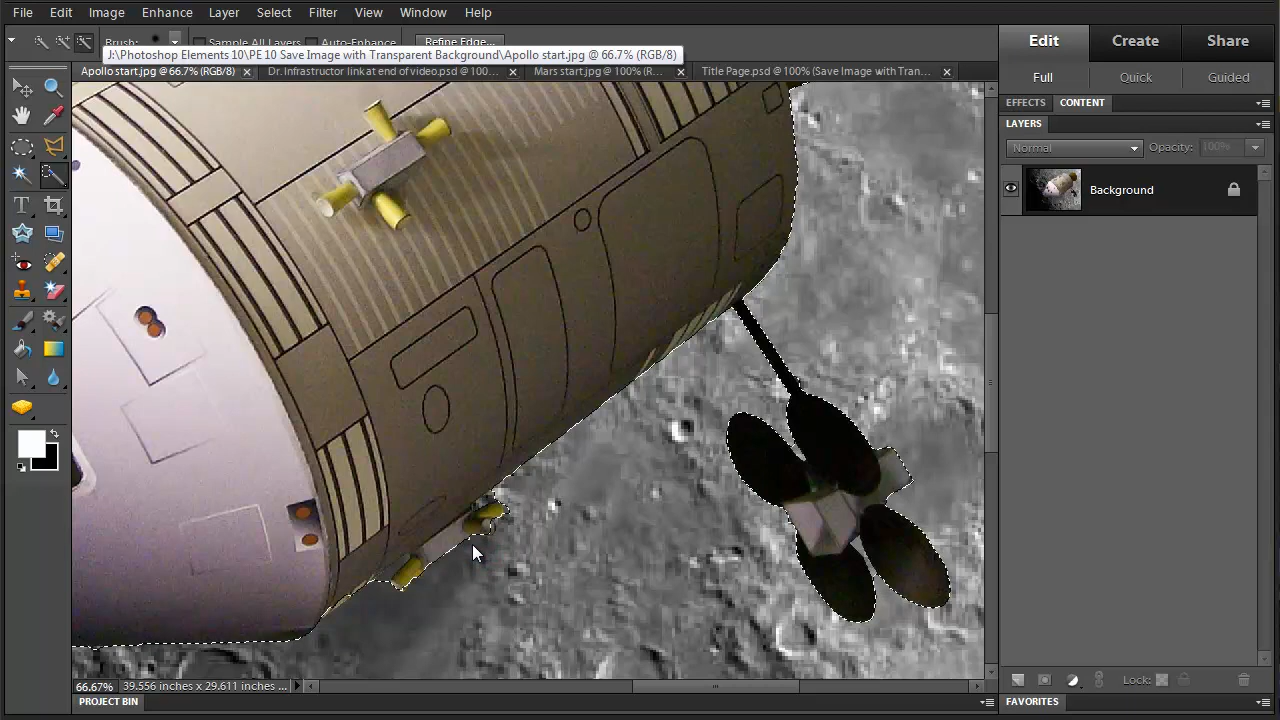 File Edit Image Enhance Layer Select Filter View Window Help
Brush: Sample All Layers Auto-Enhance Refine Edge...
J:\Photoshop Elements 10\PE 10 Save Image with Transparent Background\Apollo start.jpg @ 66.7% (RGB/8)
Edit Create Share
Apollo start.jpg @ 66.7% (RGB/8) Dr. Infrastructor link at end of video.psd @ 100... Mars start.jpg @ 100% (R... Title Page.psd @ 100% (Save Image with Tran...
Full Quick Guided
EFFECTS CONTENT
LAYERS
Normal Opacity: 100%
Background
T
Lock:
66.67% 39.556 inches x 29.611 inches ...
PROJECT BIN
FAVORITES